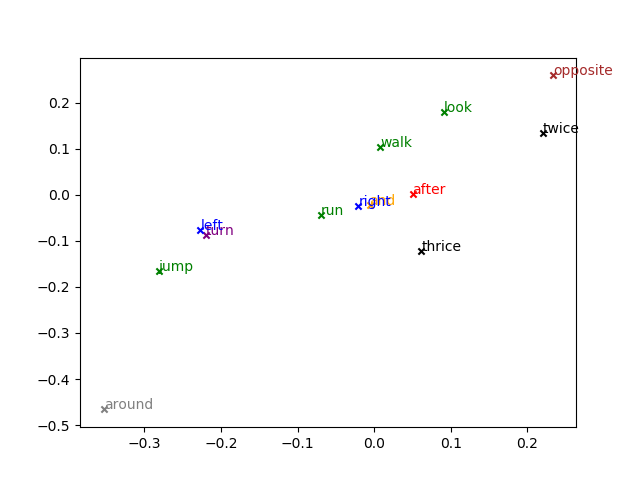 opposite
0.2
look
twice
0.1
walk
0.0
after
right
and
run
left
turn
−0.1
thrice
jump
−0.2
−0.3
−0.4
around
−0.5
−0.3
−0.2
−0.1
0.0
0.1
0.2